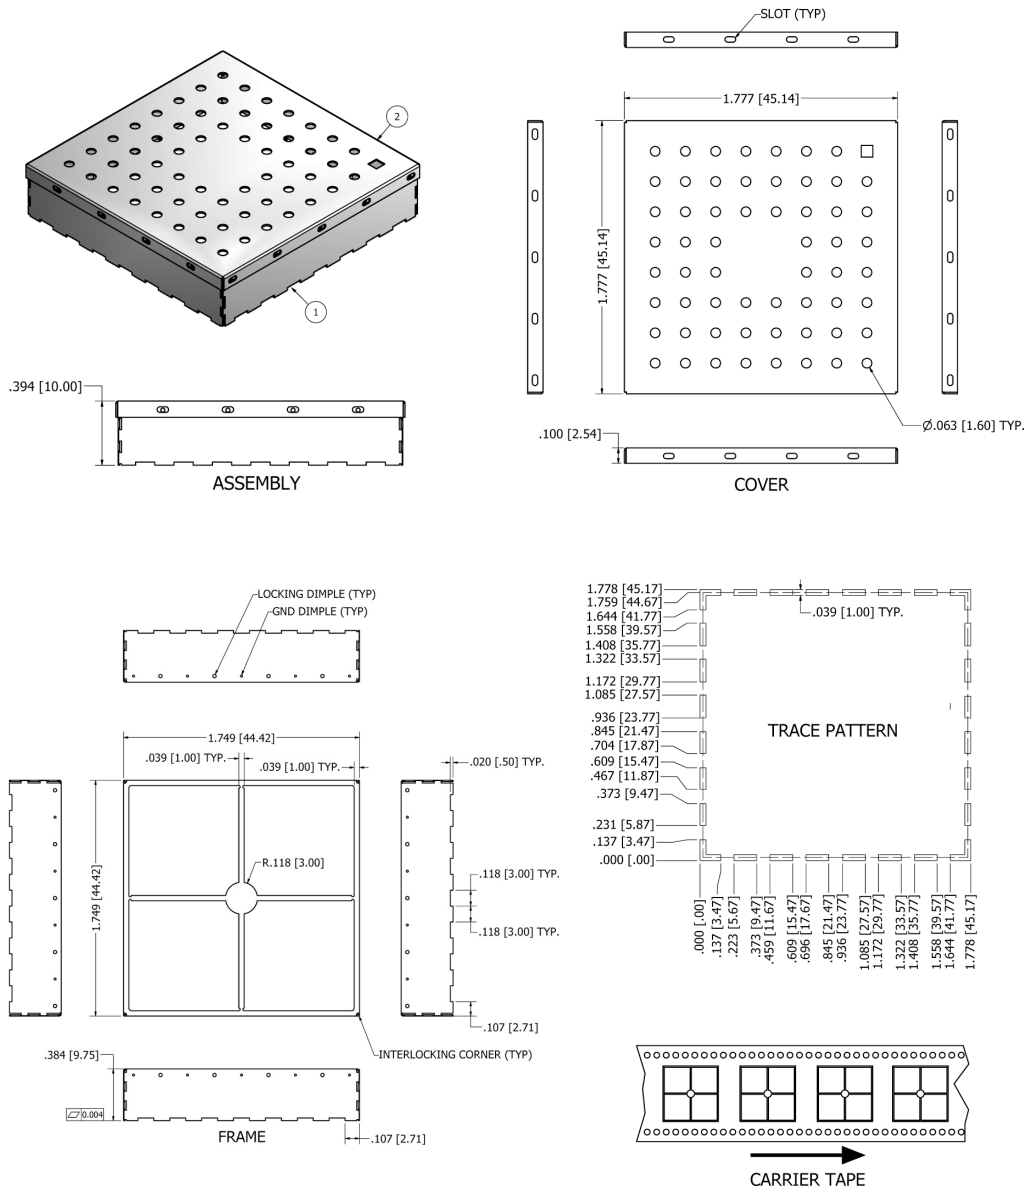 SLOT (TYP)
1.777 [45.14]
2
1.777 [45.14]
1
.394 [10.00]
Ø.063 [1.60] TYP.
.100 [2.54]
ASSEMBLY
COVER
LOCKING DIMPLE (TYP)
GND DIMPLE (TYP)
1.749 [44.42]
.039 [1.00] TYP.
.039 [1.00] TYP.
.020 [.50] TYP.
R.118 [3.00]
1.749 [44.42]
.118 [3.00] TYP.
.118 [3.00] TYP.
.107 [2.71]
INTERLOCKING CORNER (TYP)
.384 [9.75]
0.004
.107 [2.71]
FRAME
1.778 [45.17]
1.759 [44.67]
1.644 [41.77]
1.558 [39.57]
1.408 [35.77]
1.322 [33.57]
1.172 [29.77]
1.085 [27.57]
.936 [23.77]
.845 [21.47]
.704 [17.87]
.609 [15.47]
.467 [11.87]
.373 [9.47]
.231 [5.87]
.137 [3.47]
.000 [.00]
.039 [1.00] TYP.
TRACE PATTERN
.000 [.00]
.137 [3.47]
.223 [5.67]
.373 [9.47]
.459 [11.67]
.609 [15.47]
.696 [17.67]
.845 [21.47]
.936 [23.77]
1.085 [27.57]
1.172 [29.77]
1.322 [33.57]
1.408 [35.77]
1.558 [39.57]
1.644 [41.77]
1.778 [45.17]
CARRIER TAPE